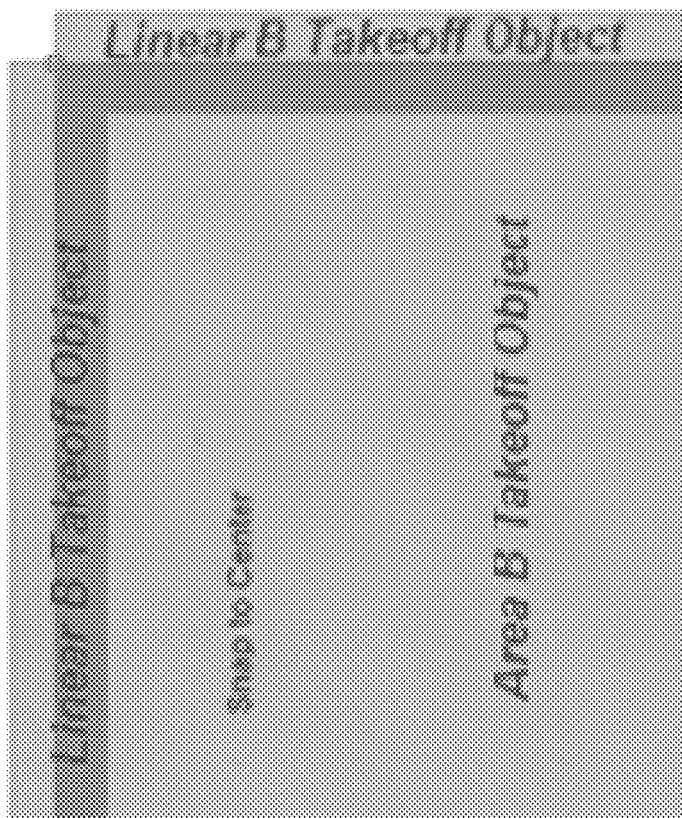 Linear B Takeoff Object
Linear B Takeoff Object
Snap to Center
Area B Takeoff Object